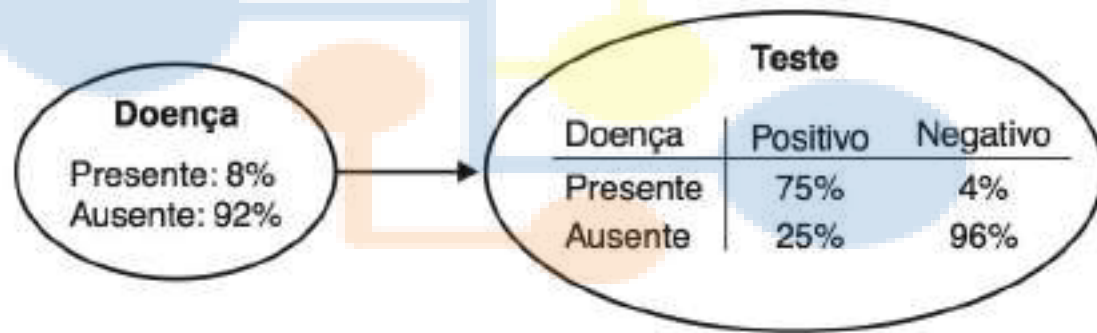 Doença
Presente: 8%
Ausente: 92%
Teste
Doença Positivo Negativo
Presente 75% 4%
Ausente 25% 96%